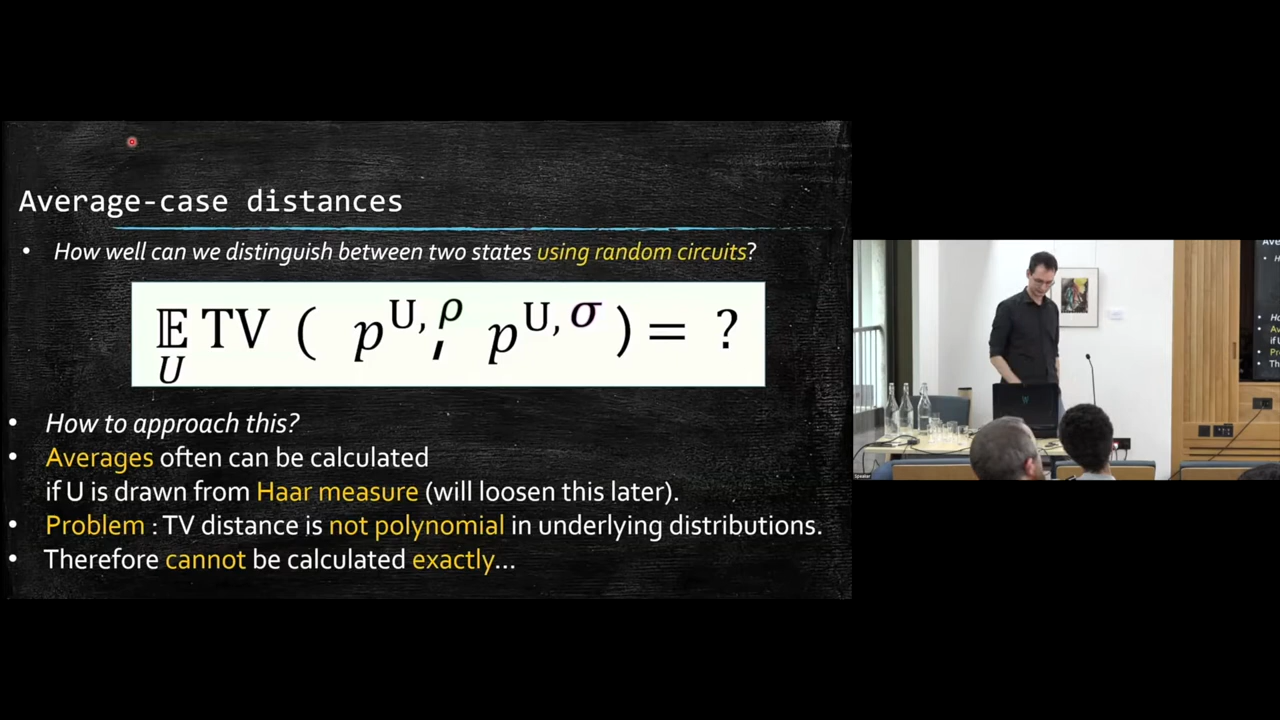 Average-case distances
• How well can we distinguish between two states using random circuits?
𝔼 TV ( p^{U,ρ}, p^{U,σ} ) = ?
U
• How to approach this?
• Averages often can be calculated
if U is drawn from Haar measure (will loosen this later).
• Problem : TV distance is not polynomial in underlying distributions.
• Therefore cannot be calculated exactly...
Speaker